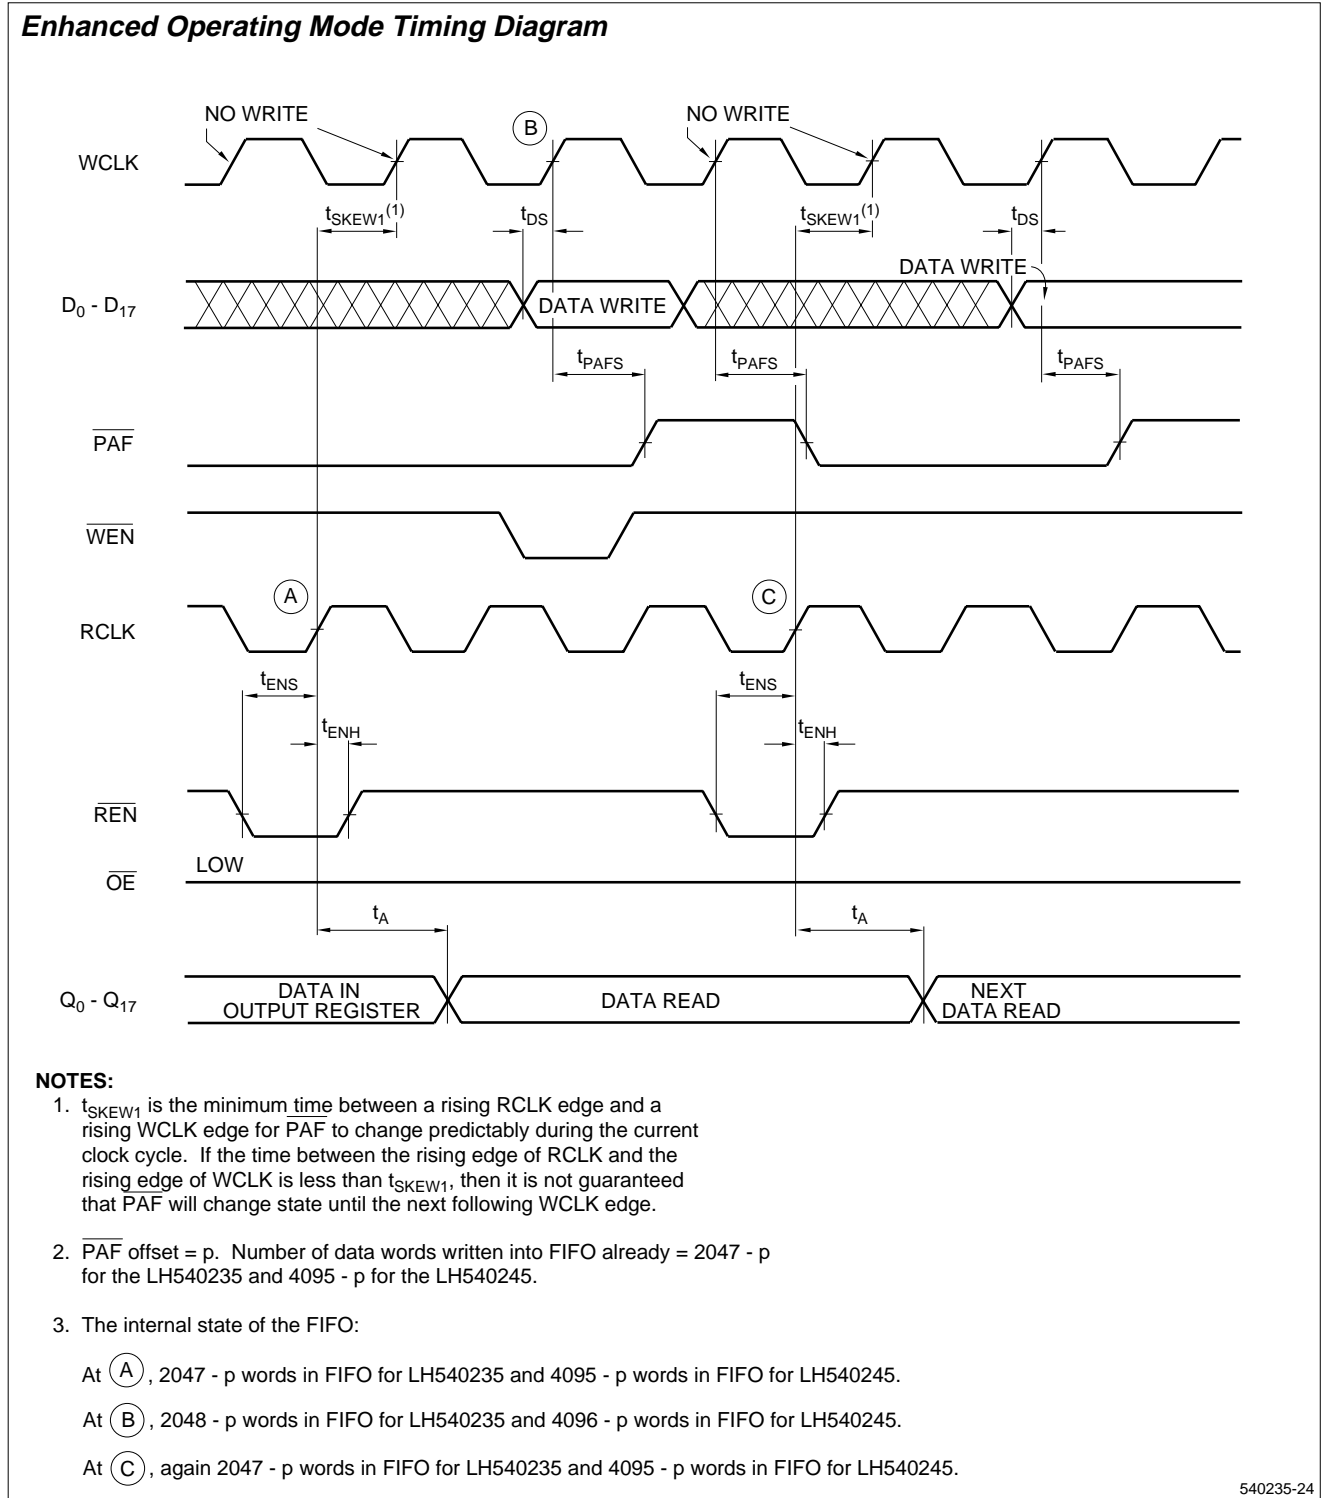 Enhanced Operating Mode Timing Diagram
NO WRITE
B
NO WRITE
WCLK
tSKEW1(1)
tDS
tSKEW1(1)
tDS
DATA WRITE
D0 - D17
DATA WRITE
tPAFS
tPAFS
tPAFS
PAF
WEN
A
C
RCLK
tENS
tENS
tENH
tENH
REN
LOW
OE
tA
tA
Q0 - Q17
DATA IN
OUTPUT REGISTER
DATA READ
NEXT
DATA READ
NOTES:
1. tSKEW1 is the minimum time between a rising RCLK edge and a
rising WCLK edge for PAF to change predictably during the current
clock cycle. If the time between the rising edge of RCLK and the
rising edge of WCLK is less than tSKEW1, then it is not guaranteed
that PAF will change state until the next following WCLK edge.
2. PAF offset = p. Number of data words written into FIFO already = 2047 - p
for the LH540235 and 4095 - p for the LH540245.
3. The internal state of the FIFO:
At A , 2047 - p words in FIFO for LH540235 and 4095 - p words in FIFO for LH540245.
At B , 2048 - p words in FIFO for LH540235 and 4096 - p words in FIFO for LH540245.
At C , again 2047 - p words in FIFO for LH540235 and 4095 - p words in FIFO for LH540245.
540235-24